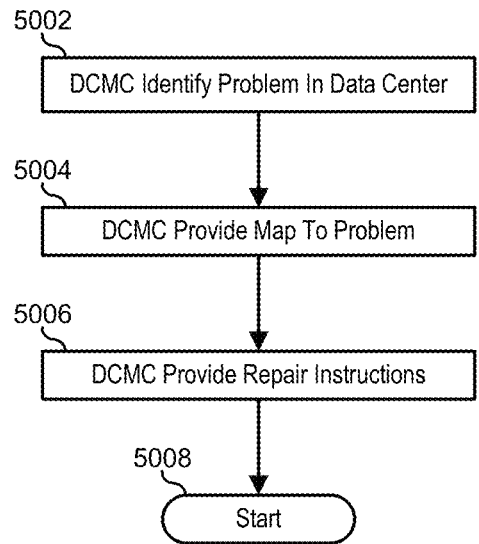 5002
DCMC Identify Problem In Data Center
5004
DCMC Provide Map To Problem
5006
DCMC Provide Repair Instructions
5008
Start